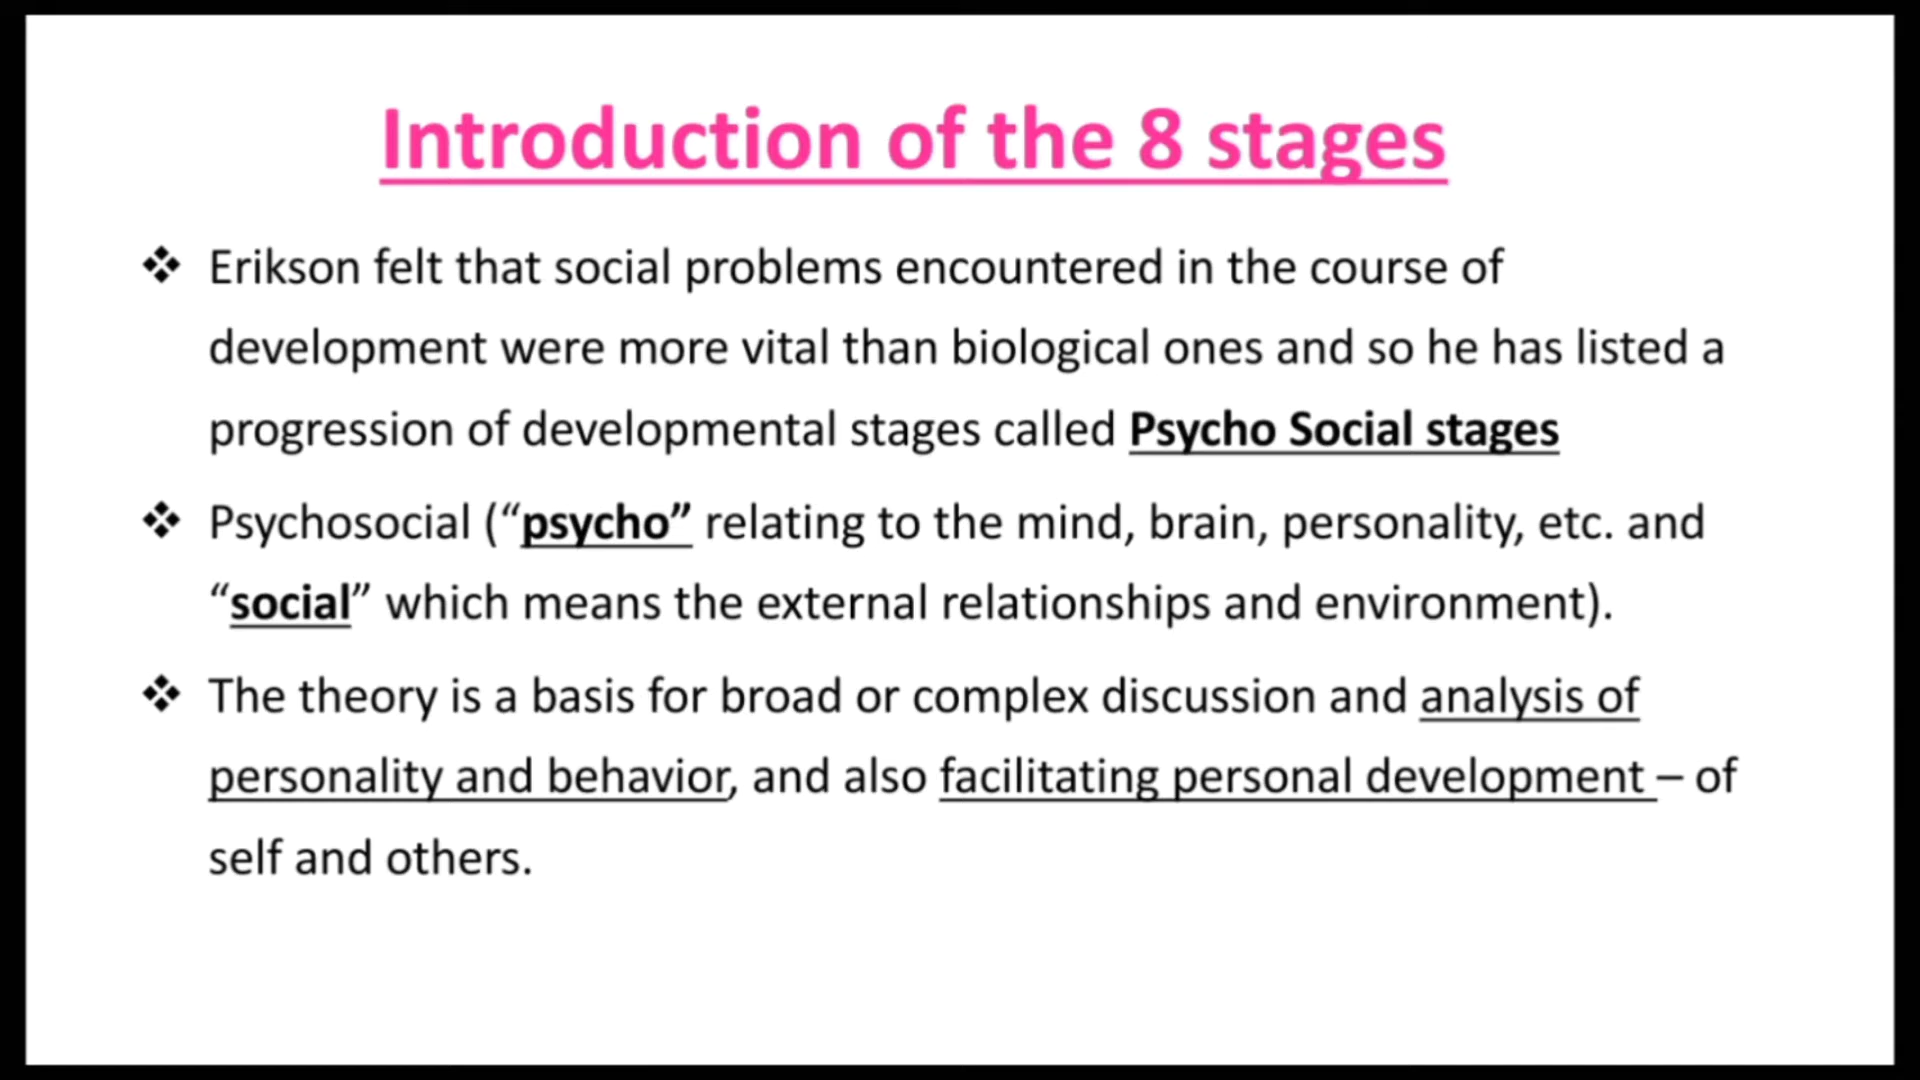 Introduction of the 8 stages
❖ Erikson felt that social problems encountered in the course of
development were more vital than biological ones and so he has listed a
progression of developmental stages called Psycho Social stages
❖ Psychosocial (“psycho” relating to the mind, brain, personality, etc. and
“social” which means the external relationships and environment).
❖ The theory is a basis for broad or complex discussion and analysis of
personality and behavior, and also facilitating personal development – of
self and others.